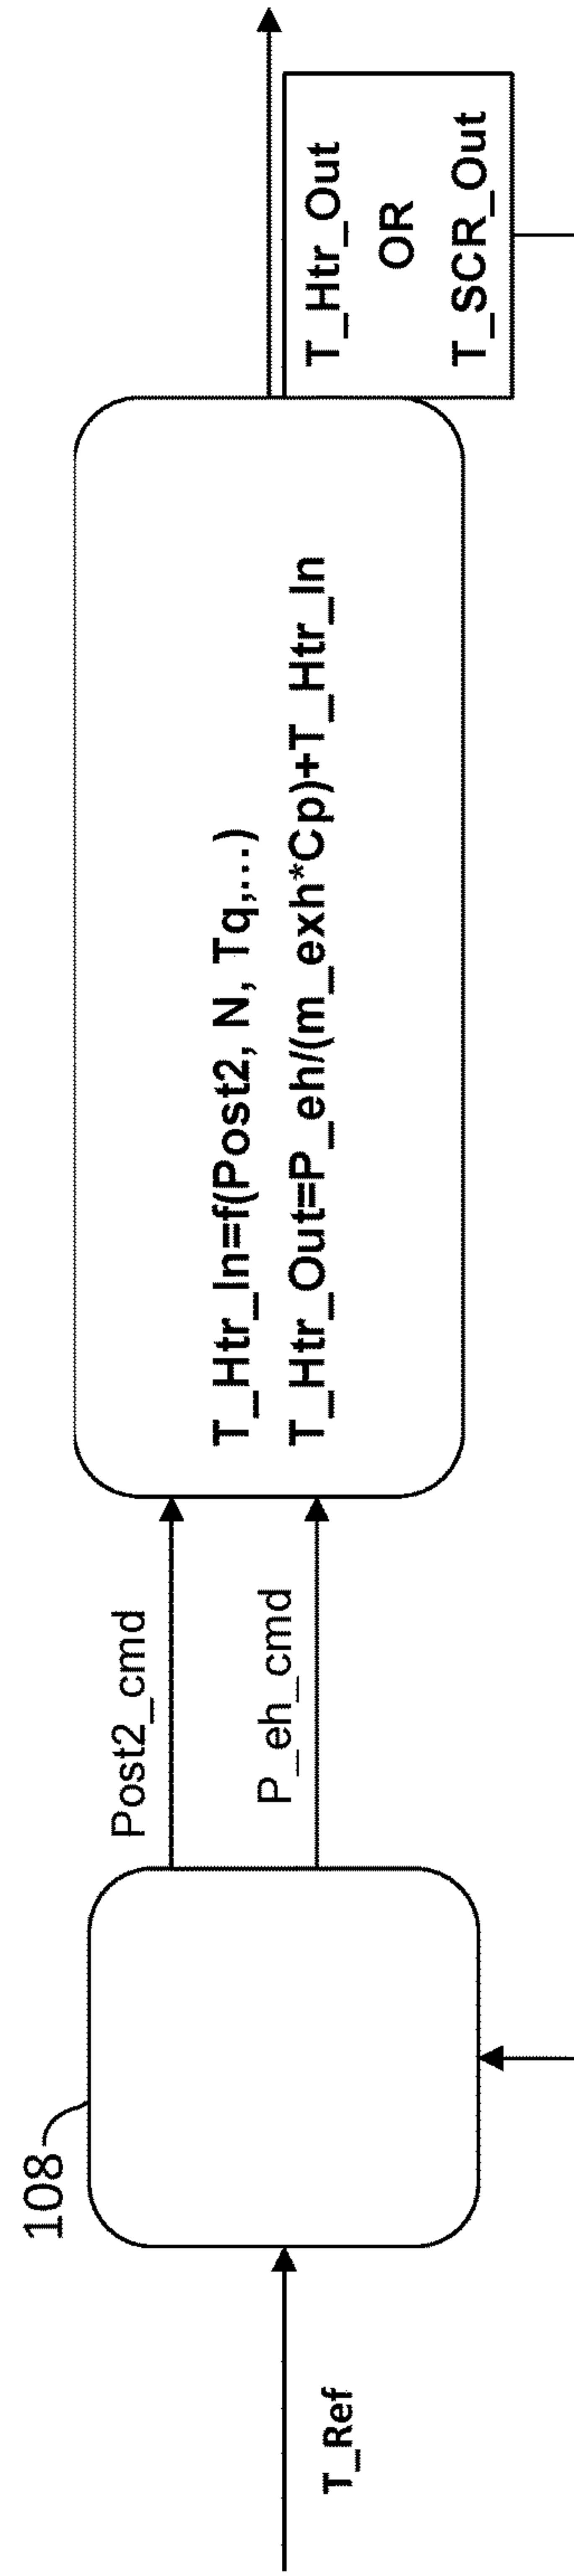 108
T_Ref
Post2_cmd
P_eh_cmd
T_Htr_In=f(Post2, N, Tq,...)
T_Htr_Out=P_eh/(m_exh*Cp)+T_Htr_In
T_Htr_Out
OR
T_SCR_Out